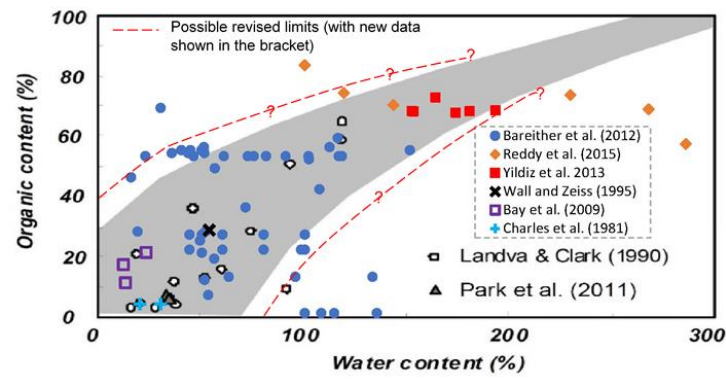 100
80
60
40
20
0
Organic content (%)
Possible revised limits (with new data
shown in the bracket)
?
?
?
?
?
Bareither et al. (2012)
Reddy et al. (2015)
Yildiz et al. 2013
Wall and Zeiss (1995)
Bay et al. (2009)
Charles et al. (1981)
Landva & Clark (1990)
Park et al. (2011)
0
100
200
300
Water content (%)